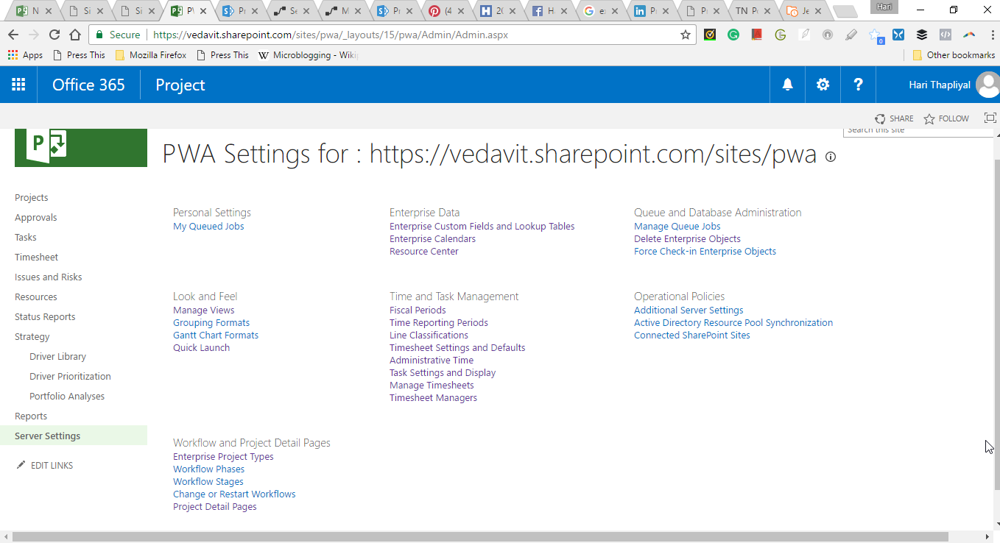 N
Si
Si
PV
Pr
Se
M
Pr
(4
20
H
e
P
P
TN P
Je
Hari
Secure
https://vedavit.sharepoint.com/sites/pwa/_layouts/15/pwa/Admin/Admin.aspx
0
Apps
Press This
Mozilla Firefox
Press This
W Microblogging - Wiki
Other bookmarks
Office 365
Project
?
Hari Thapliyal
SHARE
FOLLOW
Search this site
P
PWA Settings for : https://vedavit.sharepoint.com/sites/pwa
Projects
Approvals
Tasks
Timesheet
Issues and Risks
Resources
Status Reports
Strategy
Driver Library
Driver Prioritization
Portfolio Analyses
Reports
Server Settings
EDIT LINKS
Personal Settings
My Queued Jobs
Enterprise Data
Enterprise Custom Fields and Lookup Tables
Enterprise Calendars
Resource Center
Queue and Database Administration
Manage Queue Jobs
Delete Enterprise Objects
Force Check-in Enterprise Objects
Look and Feel
Manage Views
Grouping Formats
Gantt Chart Formats
Quick Launch
Time and Task Management
Fiscal Periods
Time Reporting Periods
Line Classifications
Timesheet Settings and Defaults
Administrative Time
Task Settings and Display
Manage Timesheets
Timesheet Managers
Operational Policies
Additional Server Settings
Active Directory Resource Pool Synchronization
Connected SharePoint Sites
Workflow and Project Detail Pages
Enterprise Project Types
Workflow Phases
Workflow Stages
Change or Restart Workflows
Project Detail Pages